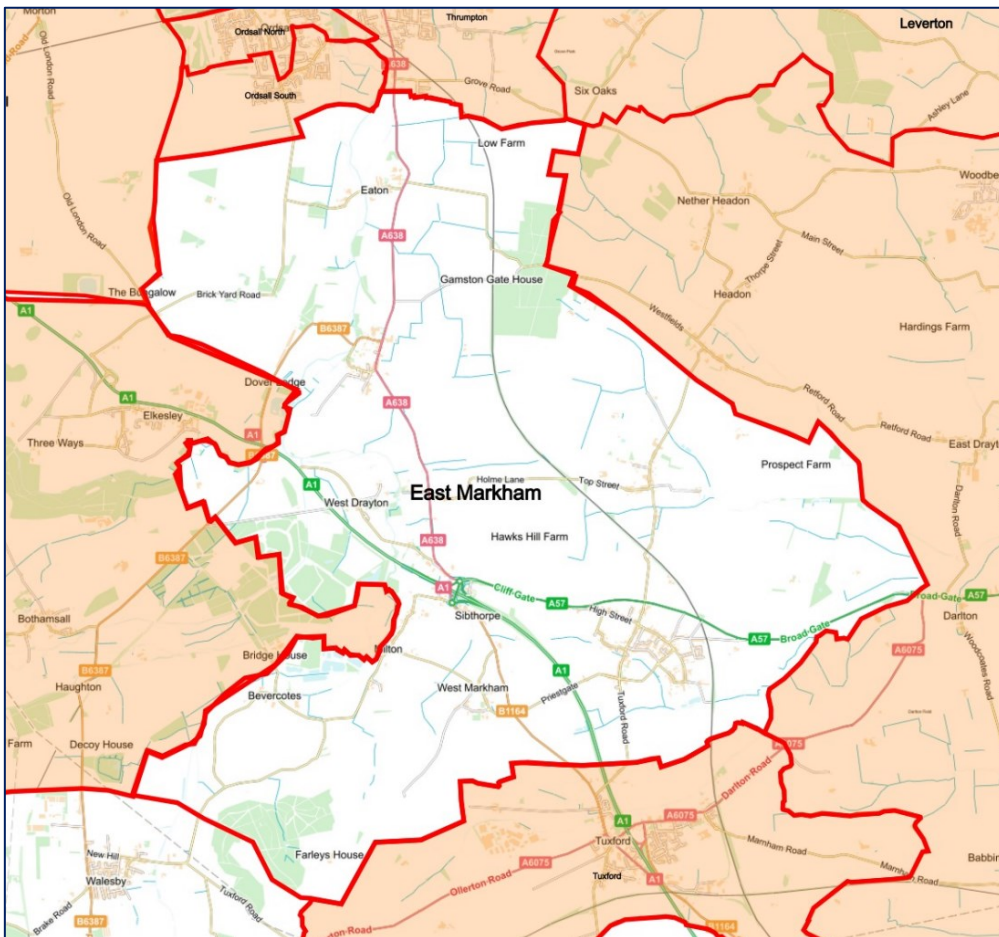 Morton
Ordsall North
Ordsall
Thrumpton
Leverton
Old London Road
A638
Ordsall South
Grove Road
Six Oaks
Ashley Lane
Low Farm
Eaton
Nether Headon
Main Street
Thorpe Street
Old London Road
A638
Gamston Gate House
Headon
The Bungalow
Brick Yard Road
Westfields
Hardings Farm
A1
B6387
Dover Lodge
Retford Road
A1
A638
Elkesley
Three Ways
A1
B6387
Retford Road
East Drayt
Prospect Farm
A1
Holme Lane
Top Street
East Markham
West Drayton
Darlton Road
Hawks Hill Farm
A638
B6387
A1
Cliff Gate
A57
Broad Gate
A57
Sibthorpe
High Street
Darlton
Bothamsall
A57
Broad Gate
Bridge House
Milton
A6075
Woodcoates Road
B6387
Haughton
Bevercotes
West Markham
A1
Priestgate
B1164
Tuxford Road
Farm
Decoy House
A6075
Darlton Road
A6075
A1
New Hill
Farleys House
Tuxford
Marnham Road
Marnham Road
Babbin
Walesby
A6075
Tuxford
A1
Ollerton Road
Tuxford Road
Brake Road
B6387
B1164